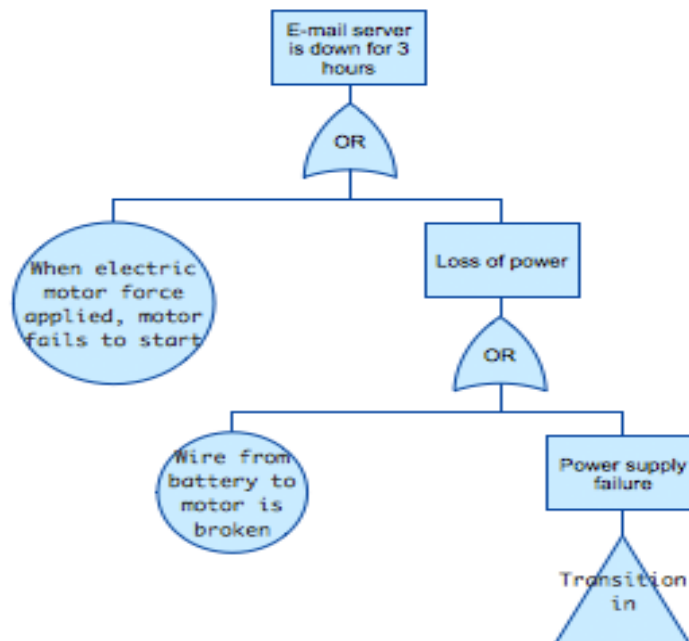 E-mail server
is down for 3
hours
OR
When electric
motor force
applied, motor
fails to start
Loss of power
OR
Wire from
battery to
motor is
broken
Power supply
failure
Transition
in